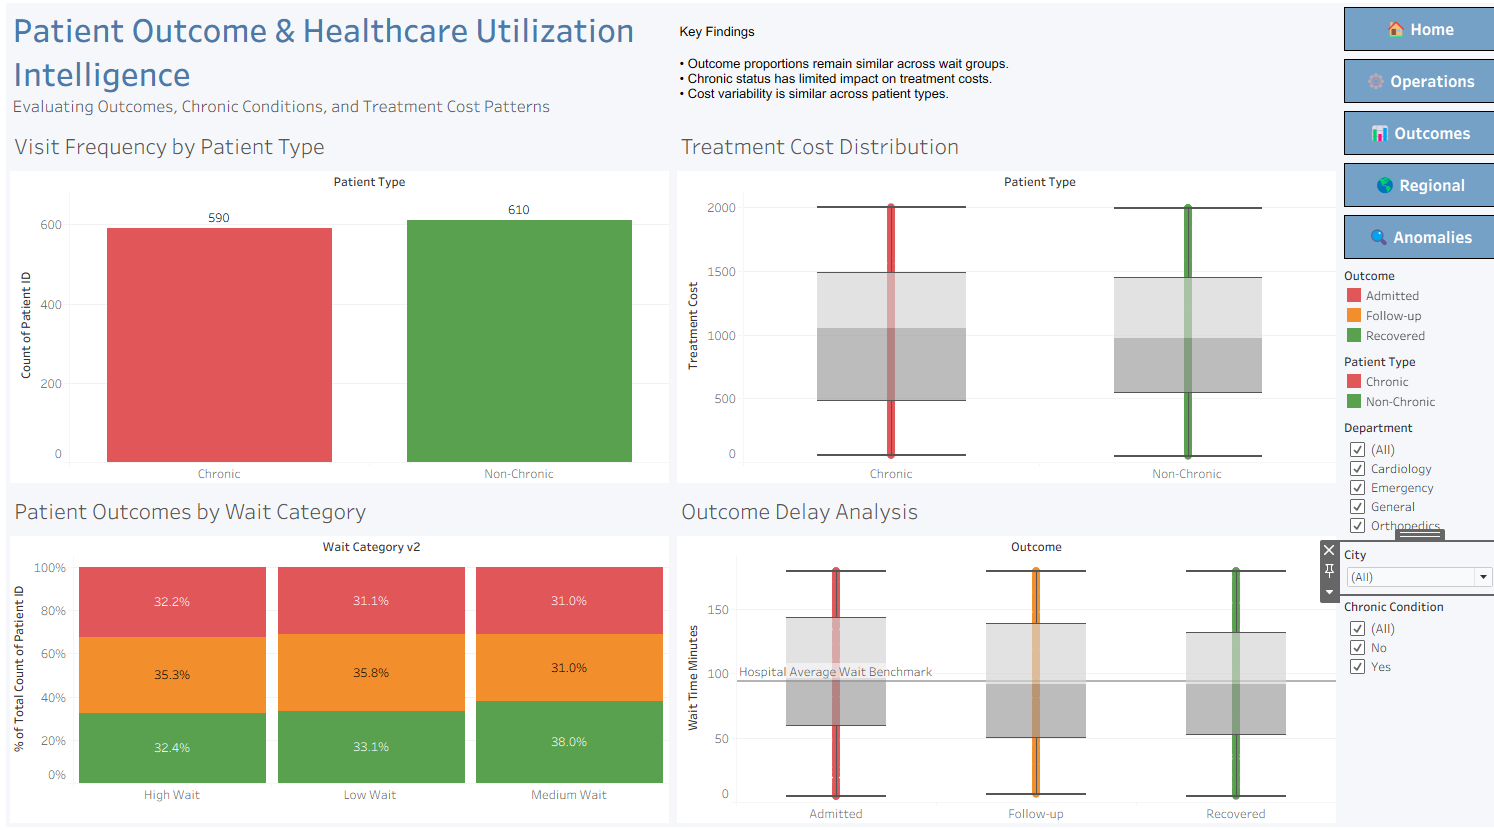 Patient Outcome & Healthcare Utilization
Intelligence
Evaluating Outcomes, Chronic Conditions, and Treatment Cost Patterns
Key Findings
• Outcome proportions remain similar across wait groups.
• Chronic status has limited impact on treatment costs.
• Cost variability is similar across patient types.
Home
Operations
Outcomes
Regional
Anomalies
Visit Frequency by Patient Type
Patient Type
Count of Patient ID
600
400
200
0
590
610
Chronic
Non-Chronic
Treatment Cost Distribution
Patient Type
Treatment Cost
2000
1500
1000
500
0
Chronic
Non-Chronic
Patient Outcomes by Wait Category
Wait Category v2
% of Total Count of Patient ID
100%
80%
60%
40%
20%
0%
32.2%
31.1%
31.0%
35.3%
35.8%
31.0%
32.4%
33.1%
38.0%
High Wait
Low Wait
Medium Wait
Outcome Delay Analysis
Outcome
Wait Time Minutes
150
100
50
0
Hospital Average Wait Benchmark
Admitted
Follow-up
Recovered
Outcome
Admitted
Follow-up
Recovered
Patient Type
Chronic
Non-Chronic
Department
(All)
Cardiology
Emergency
General
Orthopedics
City
(All)
Chronic Condition
(All)
No
Yes